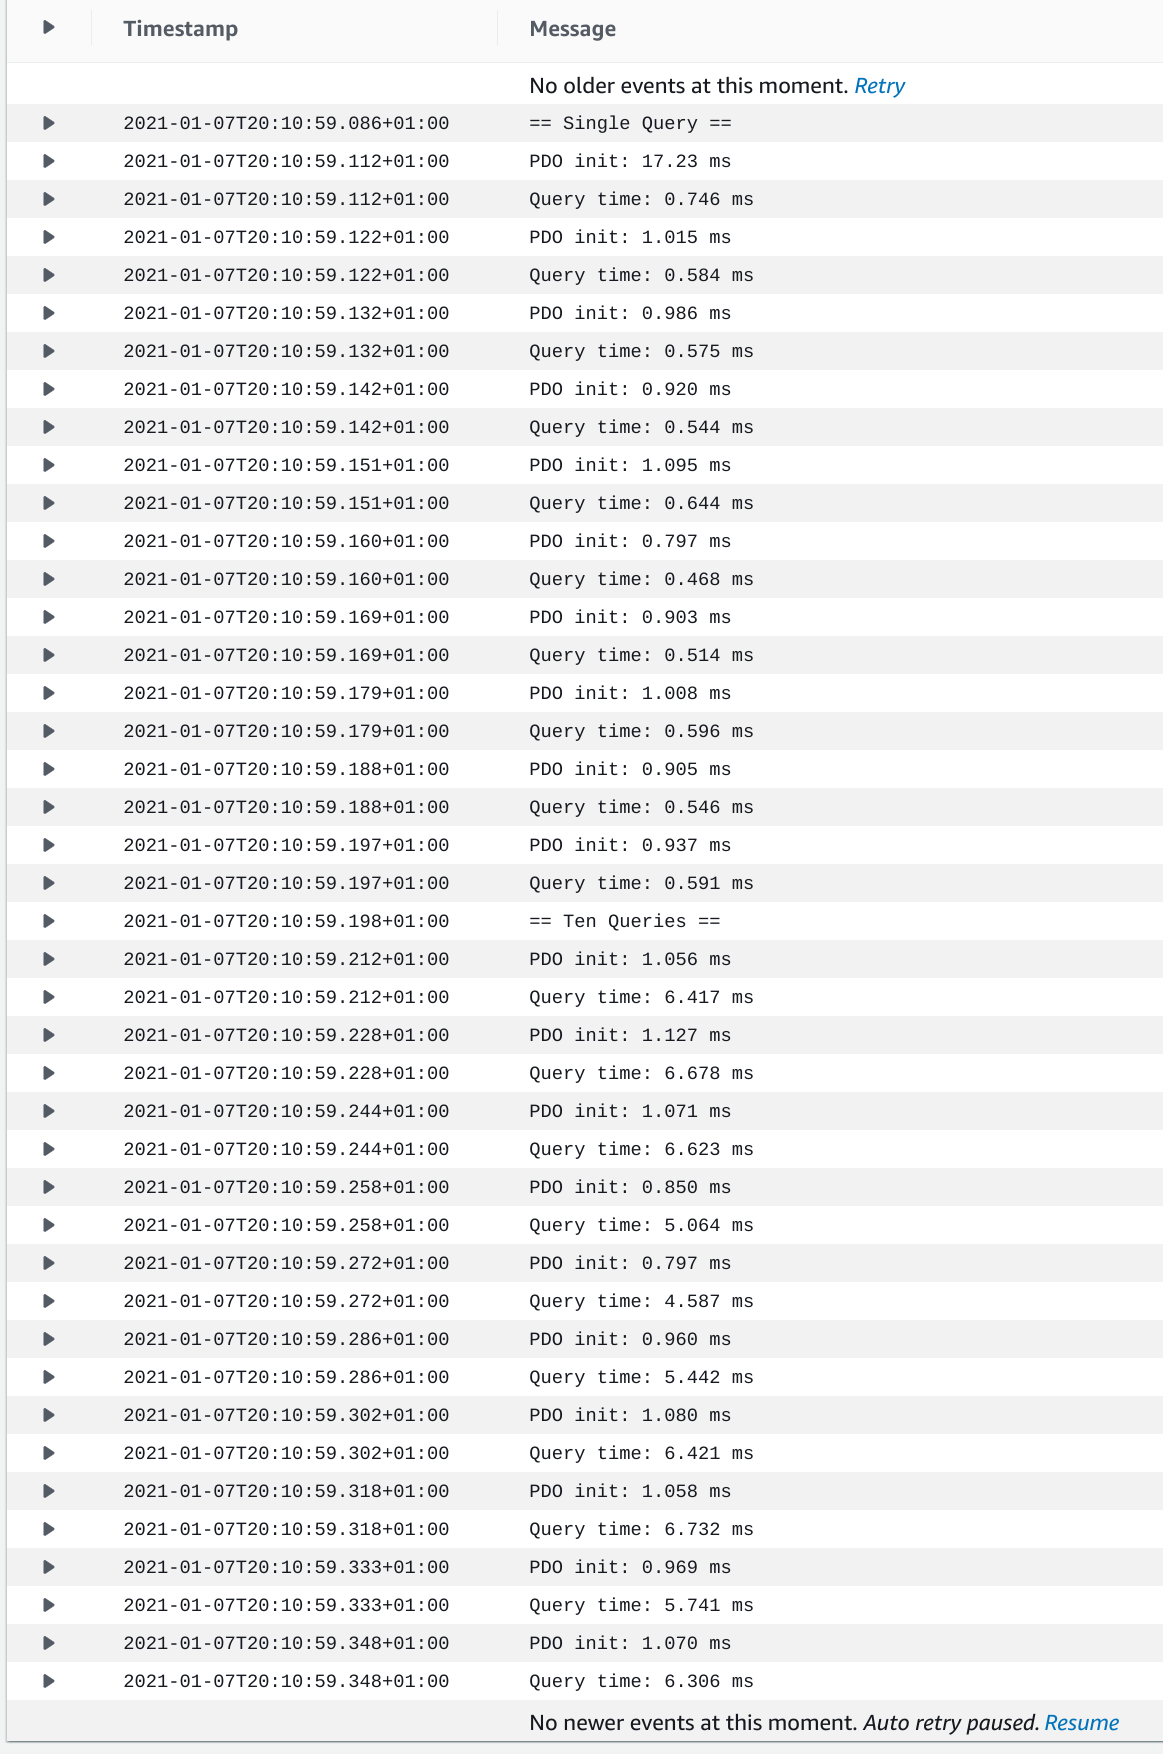 Timestamp Message
No older events at this moment. Retry
2021-01-07T20:10:59.086+01:00 == Single Query ==
2021-01-07T20:10:59.112+01:00 PDO init: 17.23 ms
2021-01-07T20:10:59.112+01:00 Query time: 0.746 ms
2021-01-07T20:10:59.122+01:00 PDO init: 1.015 ms
2021-01-07T20:10:59.122+01:00 Query time: 0.584 ms
2021-01-07T20:10:59.132+01:00 PDO init: 0.986 ms
2021-01-07T20:10:59.132+01:00 Query time: 0.575 ms
2021-01-07T20:10:59.142+01:00 PDO init: 0.920 ms
2021-01-07T20:10:59.142+01:00 Query time: 0.544 ms
2021-01-07T20:10:59.151+01:00 PDO init: 1.095 ms
2021-01-07T20:10:59.151+01:00 Query time: 0.644 ms
2021-01-07T20:10:59.160+01:00 PDO init: 0.797 ms
2021-01-07T20:10:59.160+01:00 Query time: 0.468 ms
2021-01-07T20:10:59.169+01:00 PDO init: 0.903 ms
2021-01-07T20:10:59.169+01:00 Query time: 0.514 ms
2021-01-07T20:10:59.179+01:00 PDO init: 1.008 ms
2021-01-07T20:10:59.179+01:00 Query time: 0.596 ms
2021-01-07T20:10:59.188+01:00 PDO init: 0.905 ms
2021-01-07T20:10:59.188+01:00 Query time: 0.546 ms
2021-01-07T20:10:59.197+01:00 PDO init: 0.937 ms
2021-01-07T20:10:59.197+01:00 Query time: 0.591 ms
2021-01-07T20:10:59.198+01:00 == Ten Queries ==
2021-01-07T20:10:59.212+01:00 PDO init: 1.056 ms
2021-01-07T20:10:59.212+01:00 Query time: 6.417 ms
2021-01-07T20:10:59.228+01:00 PDO init: 1.127 ms
2021-01-07T20:10:59.228+01:00 Query time: 6.678 ms
2021-01-07T20:10:59.244+01:00 PDO init: 1.071 ms
2021-01-07T20:10:59.244+01:00 Query time: 6.623 ms
2021-01-07T20:10:59.258+01:00 PDO init: 0.850 ms
2021-01-07T20:10:59.258+01:00 Query time: 5.064 ms
2021-01-07T20:10:59.272+01:00 PDO init: 0.797 ms
2021-01-07T20:10:59.272+01:00 Query time: 4.587 ms
2021-01-07T20:10:59.286+01:00 PDO init: 0.960 ms
2021-01-07T20:10:59.286+01:00 Query time: 5.442 ms
2021-01-07T20:10:59.302+01:00 PDO init: 1.080 ms
2021-01-07T20:10:59.302+01:00 Query time: 6.421 ms
2021-01-07T20:10:59.318+01:00 PDO init: 1.058 ms
2021-01-07T20:10:59.318+01:00 Query time: 6.732 ms
2021-01-07T20:10:59.333+01:00 PDO init: 0.969 ms
2021-01-07T20:10:59.333+01:00 Query time: 5.741 ms
2021-01-07T20:10:59.348+01:00 PDO init: 1.070 ms
2021-01-07T20:10:59.348+01:00 Query time: 6.306 ms
No newer events at this moment. Auto retry paused. Resume